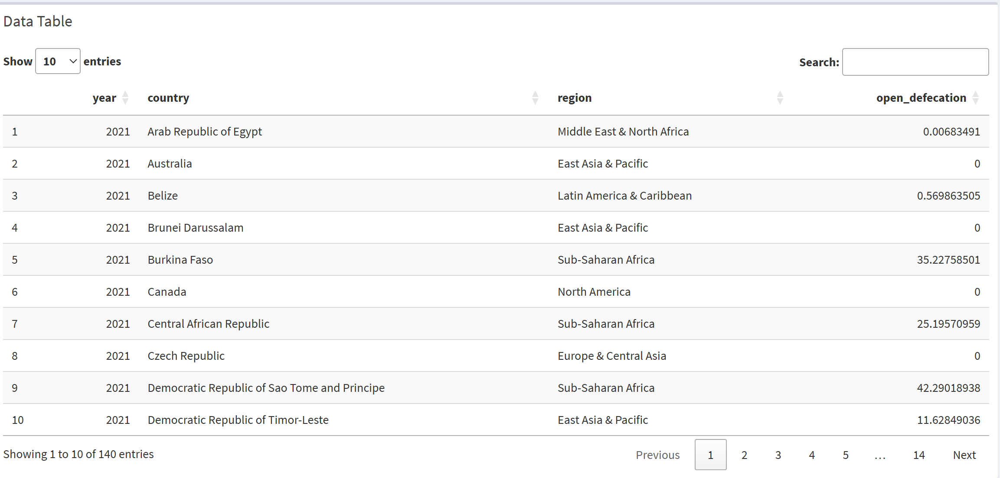 Data Table
Show 10 entries Search:
year country region open_defecation
1 2021 Arab Republic of Egypt Middle East & North Africa 0.00683491
2 2021 Australia East Asia & Pacific 0
3 2021 Belize Latin America & Caribbean 0.569863505
4 2021 Brunei Darussalam East Asia & Pacific 0
5 2021 Burkina Faso Sub-Saharan Africa 35.22758501
6 2021 Canada North America 0
7 2021 Central African Republic Sub-Saharan Africa 25.19570959
8 2021 Czech Republic Europe & Central Asia 0
9 2021 Democratic Republic of Sao Tome and Principe Sub-Saharan Africa 42.29018938
10 2021 Democratic Republic of Timor-Leste East Asia & Pacific 11.62849036
Showing 1 to 10 of 140 entries Previous 1 2 3 4 5 … 14 Next